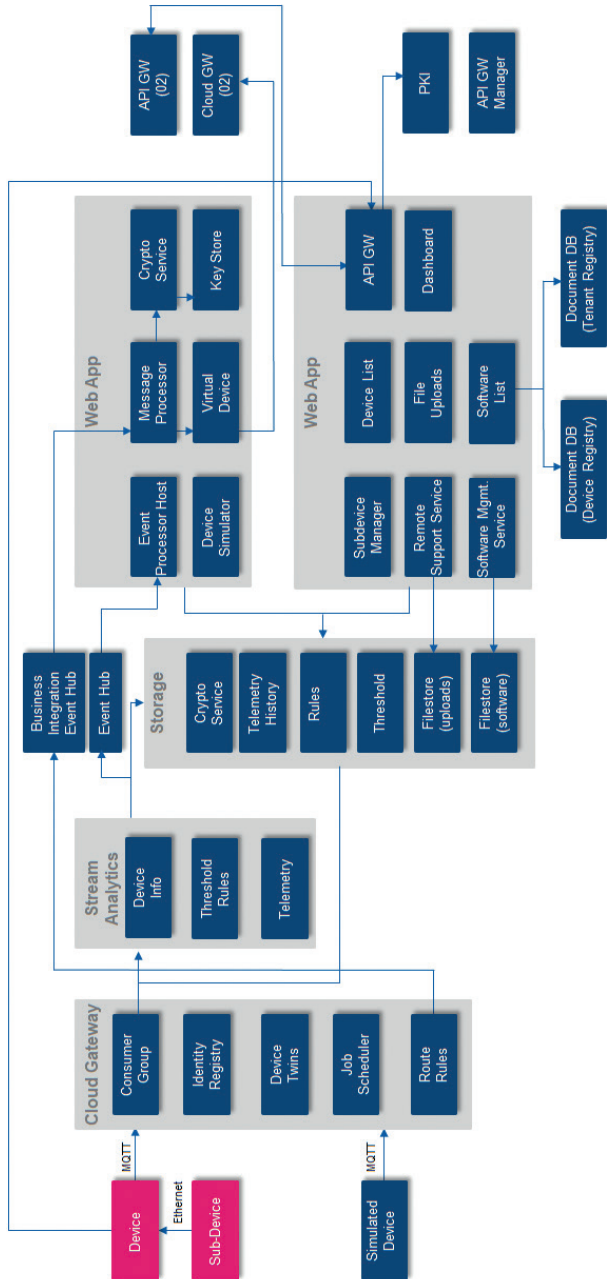 Device
Sub-Device
Simulated
Device
Ethernet
MQTT
MQTT
Cloud Gateway
Consumer
Group
Identity
Registry
Device
Twins
Job
Scheduler
Route
Rules
Stream
Analytics
Device
Info
Threshold
Rules
Telemetry
Business
Integration
Event Hub
Event Hub
Storage
Crypto
Service
Telemetry
History
Rules
Threshold
Filestore
(uploads)
Filestore
(software)
Web App
Event
Processor Host
Device
Simulator
Message
Processor
Virtual
Device
Crypto
Service
Key Store
Web App
Subdevice
Manager
Remote
Support Service
Software Mgmt.
Service
Device List
File
Uploads
Software
List
API GW
Dashboard
Document DB
(Device Registry)
Document DB
(Tenant Registry)
API GW
(02)
Cloud GW
(02)
PKI
API GW
Manager